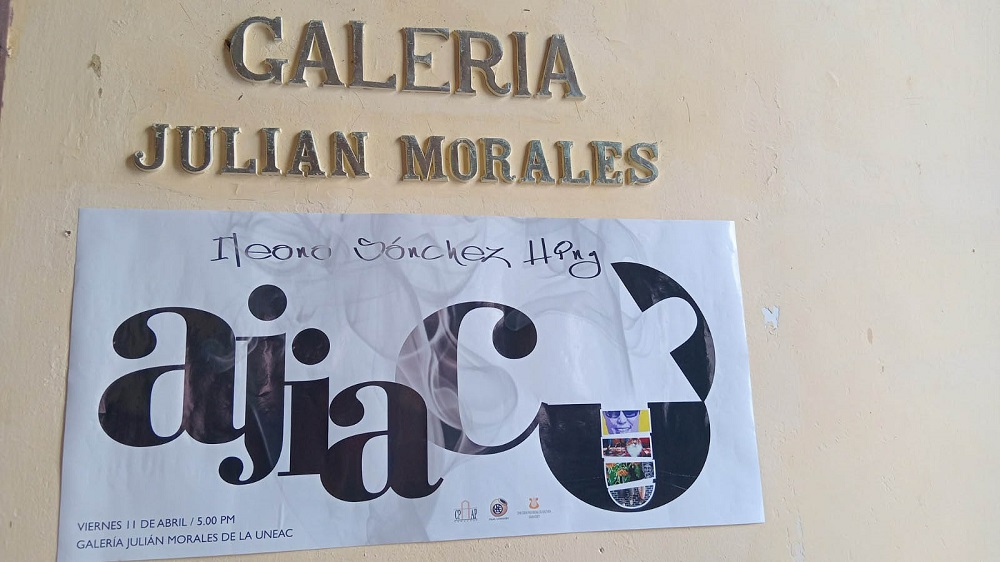 GALERIA
JULIAN MORALES
Ileana Sánchez Hing
ajiaco
VIERNES 11 DE ABRIL / 5.00 PM
GALERÍA JULIÁN MORALES DE LA UNEAC